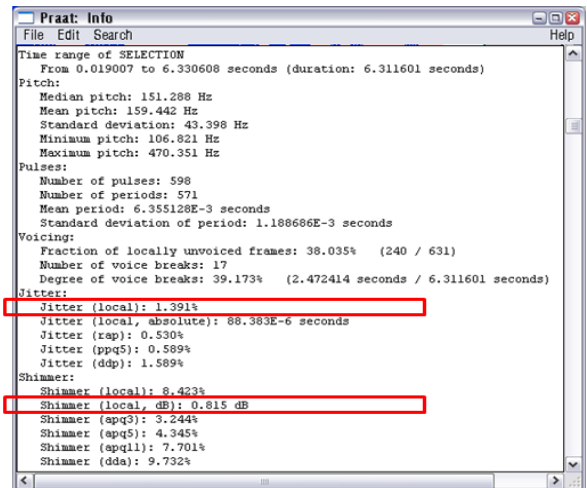 Praat: Info
File Edit Search Help
Time range of SELECTION
From 0.019007 to 6.330608 seconds (duration: 6.311601 seconds)
Pitch:
Median pitch: 151.288 Hz
Mean pitch: 159.442 Hz
Standard deviation: 43.398 Hz
Minimum pitch: 106.821 Hz
Maximum pitch: 470.351 Hz
Pulses:
Number of pulses: 598
Number of periods: 571
Mean period: 6.355128E-3 seconds
Standard deviation of period: 1.188686E-3 seconds
Voicing:
Fraction of locally unvoiced frames: 38.035% (240 / 631)
Number of voice breaks: 17
Degree of voice breaks: 39.173% (2.472414 seconds / 6.311601 seconds)
Jitter:
Jitter (local): 1.391%
Jitter (local, absolute): 88.383E-6 seconds
Jitter (rap): 0.530%
Jitter (ppq5): 0.589%
Jitter (ddp): 1.589%
Shimmer:
Shimmer (local): 8.423%
Shimmer (local, dB): 0.815 dB
Shimmer (apq3): 3.244%
Shimmer (apq5): 4.345%
Shimmer (apq11): 7.701%
Shimmer (dda): 9.732%